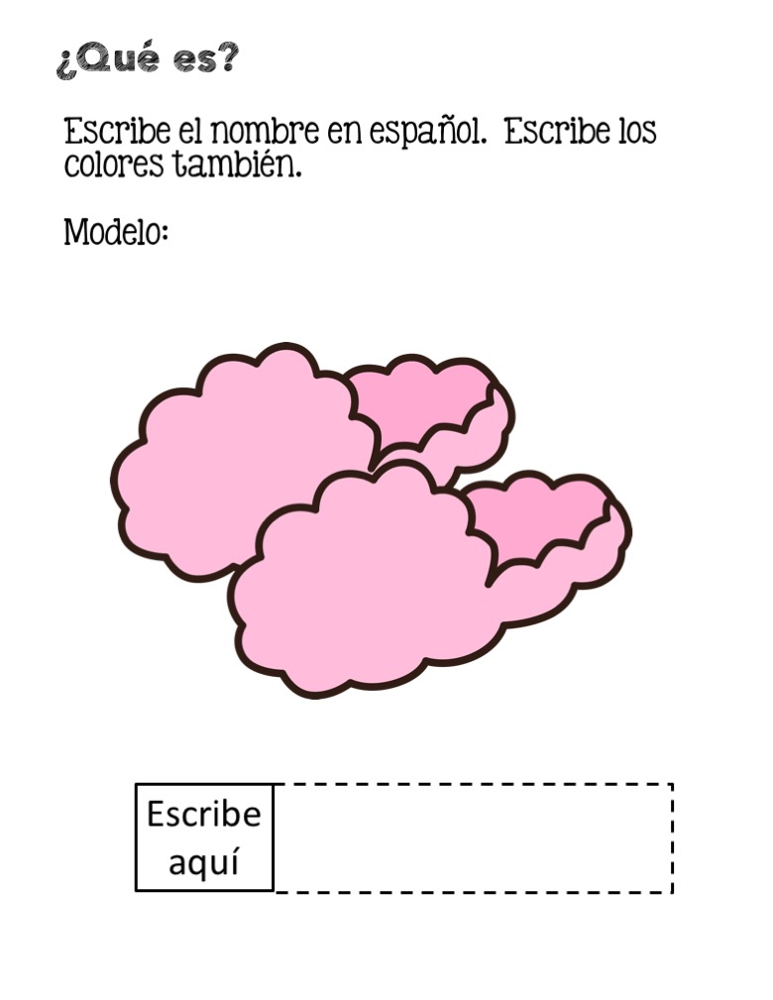 ¿Qué es?
Escribe el nombre en español.  Escribe los
colores también.
Modelo:
Escribe
aquí